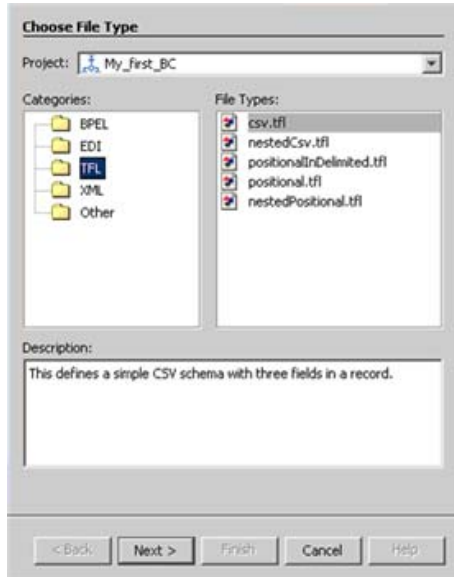 Choose File Type
Project: My_first_BC
Categories:
BPEL
EDI
TFL
XML
Other
File Types:
csv.tfl
nestedCsv.tfl
positionalInDelimited.tfl
positional.tfl
nestedPositional.tfl
Description:
This defines a simple CSV schema with three fields in a record.
< Back Next > Finish Cancel Help